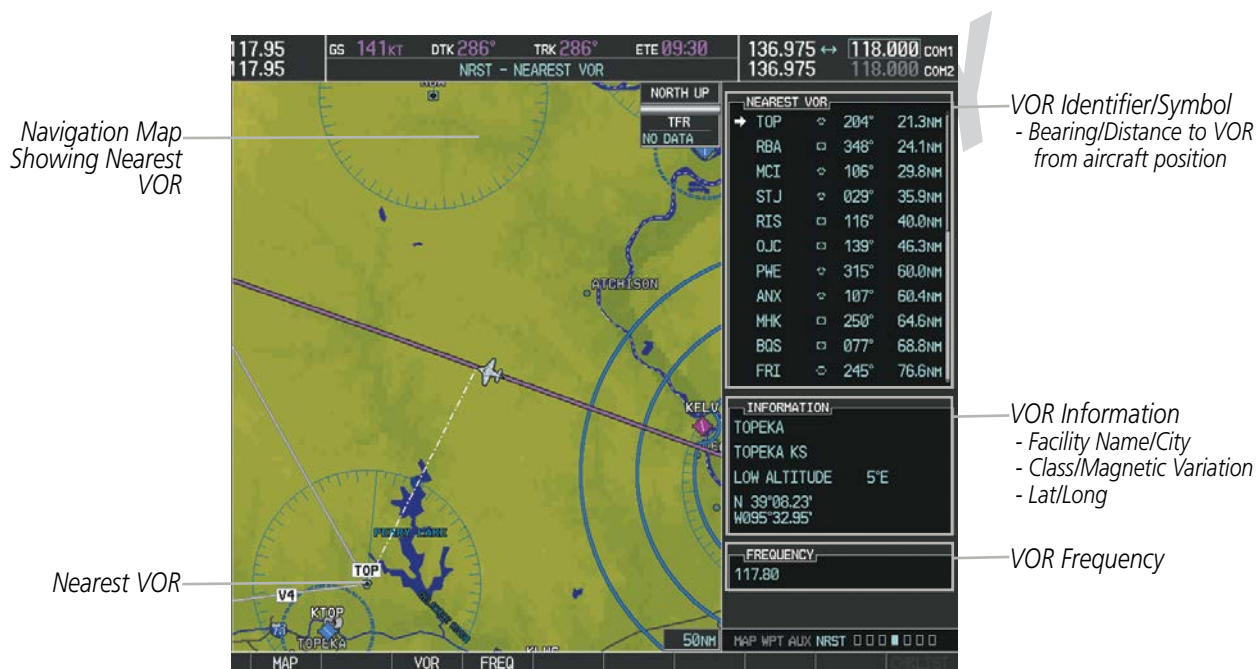 117.95
117.95
GS 141KT DTK 286° TRK 286° ETE 09:30
NRST - NEAREST VOR
136.975 ↔ 118.000 COM1
136.975 118.000 COM2
Navigation Map
Showing Nearest
VOR
NORTH UP
TFR
NO DATA
ATCHISON
PERRY LAKE
TOP
V4
KTOP
TOPEKA
50NM
Nearest VOR
NEAREST VOR
TOP 204° 21.3NM
RBA 348° 24.1NM
MCI 106° 29.8NM
STJ 029° 35.9NM
RIS 116° 40.0NM
OJC 139° 46.3NM
PWE 315° 60.0NM
ANX 107° 60.4NM
MHK 250° 64.6NM
BQS 077° 68.8NM
FRI 245° 76.6NM
VOR Identifier/Symbol
- Bearing/Distance to VOR
from aircraft position
INFORMATION
TOPEKA
TOPEKA KS
LOW ALTITUDE 5°E
N 39°08.23'
W095°32.95'
VOR Information
- Facility Name/City
- Class/Magnetic Variation
- Lat/Long
FREQUENCY
117.80
VOR Frequency
MAP WPT AUX NRST
MAP VOR FREQ